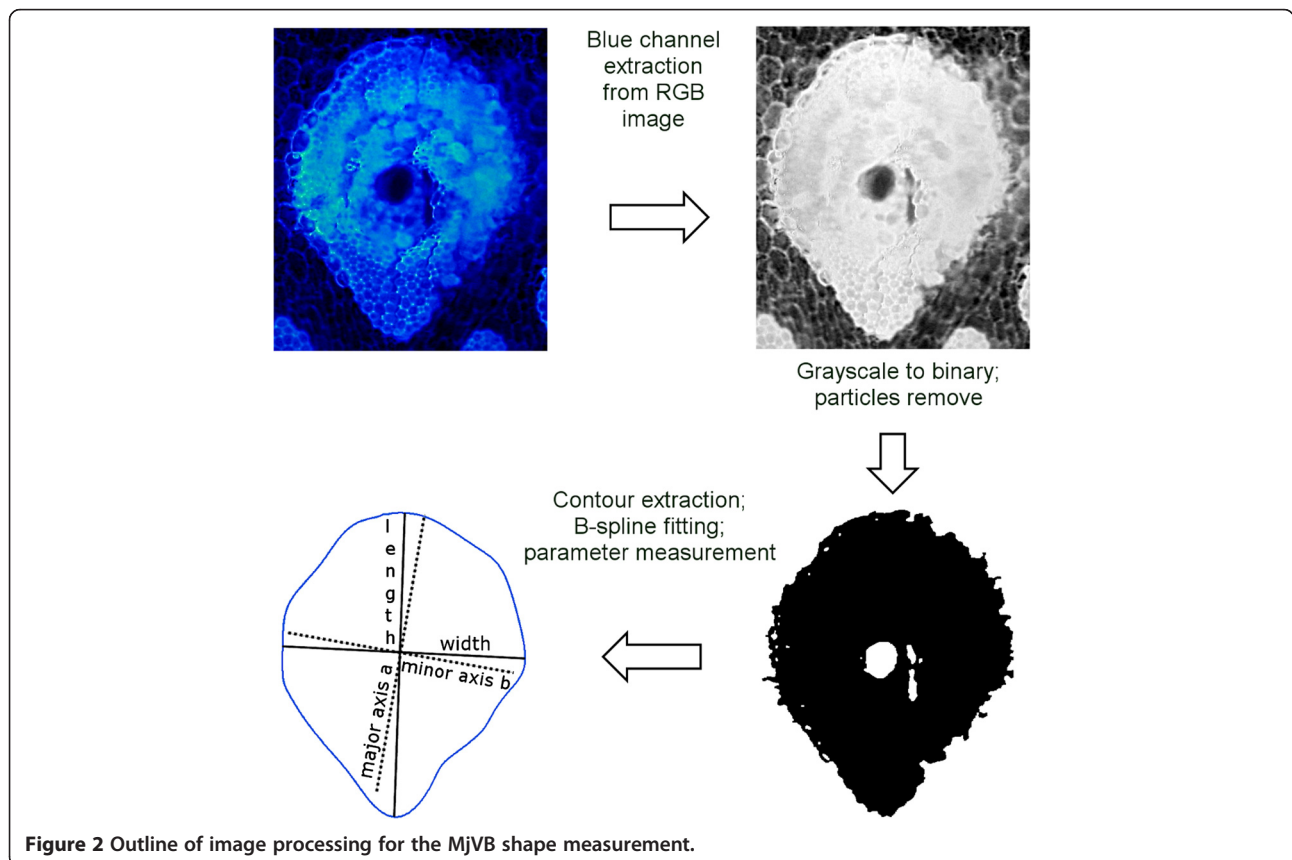 Blue channel
extraction
from RGB
image
Grayscale to binary;
particles remove
Contour extraction;
B-spline fitting;
parameter measurement
length
width
minor axis b
major axis a
Figure 2 Outline of image processing for the MjVB shape measurement.